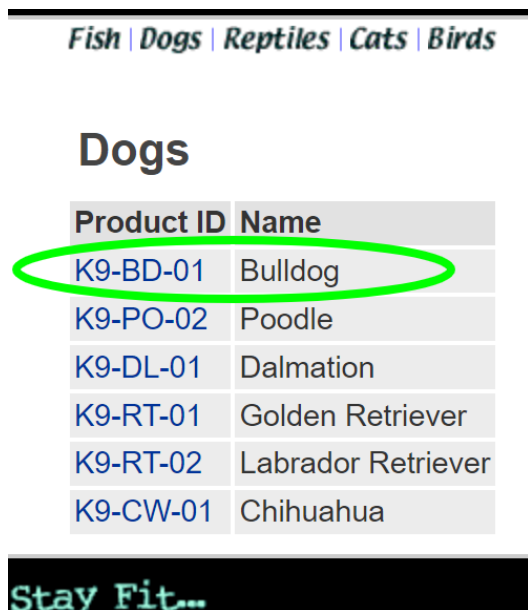 Fish | Dogs | Reptiles | Cats | Birds
Dogs
Product ID Name
K9-BD-01 Bulldog
K9-PO-02 Poodle
K9-DL-01 Dalmation
K9-RT-01 Golden Retriever
K9-RT-02 Labrador Retriever
K9-CW-01 Chihuahua
Stay Fit...